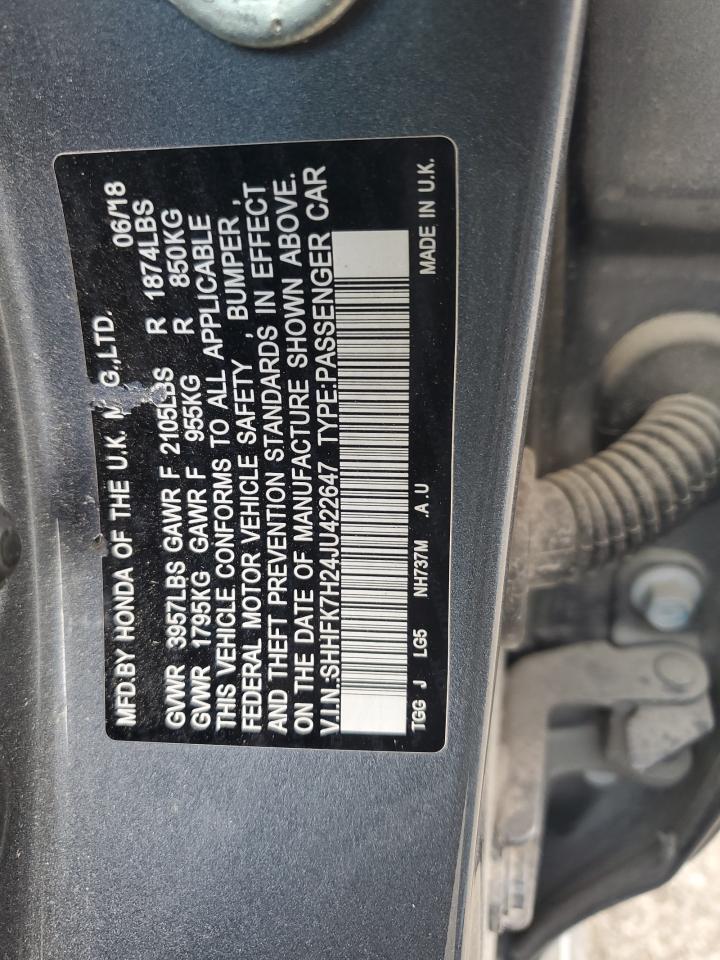 MFD.BY HONDA OF THE U.K. MFG.,LTD. 06/18
GVWR 3957LBS GAWR F 2105LBS R 1874LBS
GVWR 1795KG GAWR F 955KG R 850KG
THIS VEHICLE CONFORMS TO ALL APPLICABLE
FEDERAL MOTOR VEHICLE SAFETY , BUMPER ,
AND THEFT PREVENTION STANDARDS IN EFFECT
ON THE DATE OF MANUFACTURE SHOWN ABOVE.
V.I.N.:SHHFK7H24JU422647 TYPE:PASSENGER CAR
TGG J LG5 NH737M .A.U MADE IN U.K.